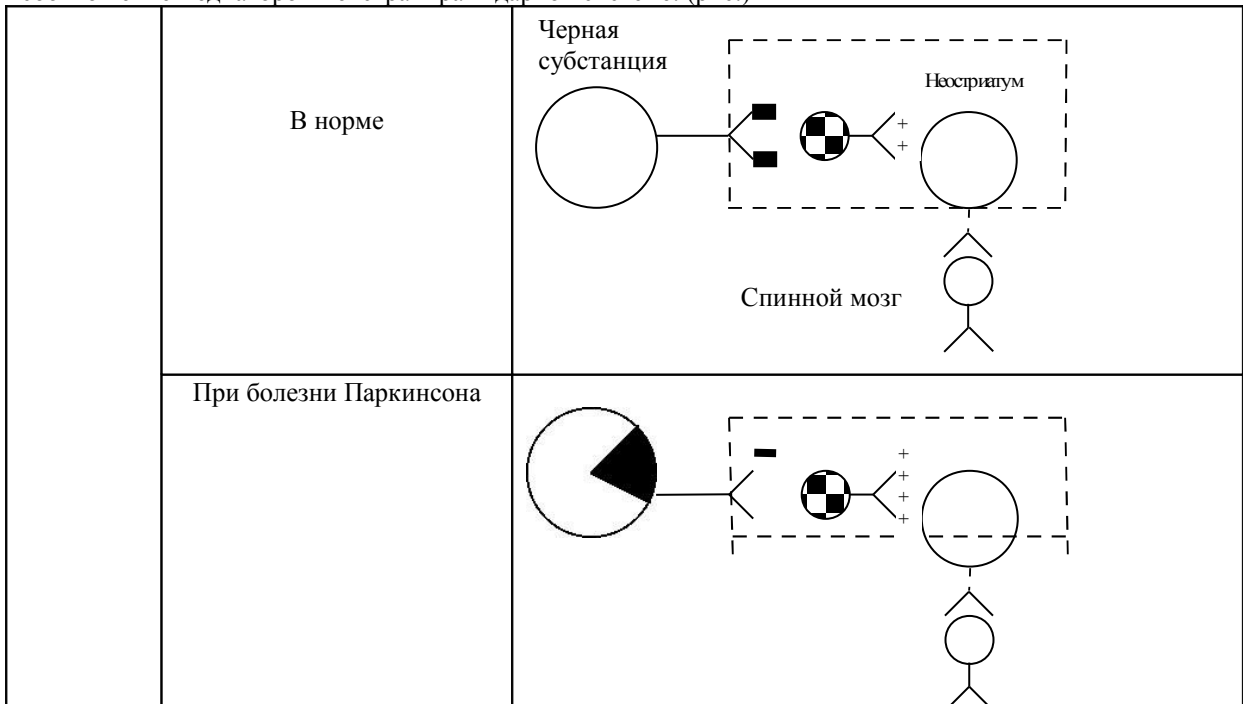 Черная
субстанция
Неостриатум
В норме
+
+
Спинной мозг
При болезни Паркинсона
+
+
+
+